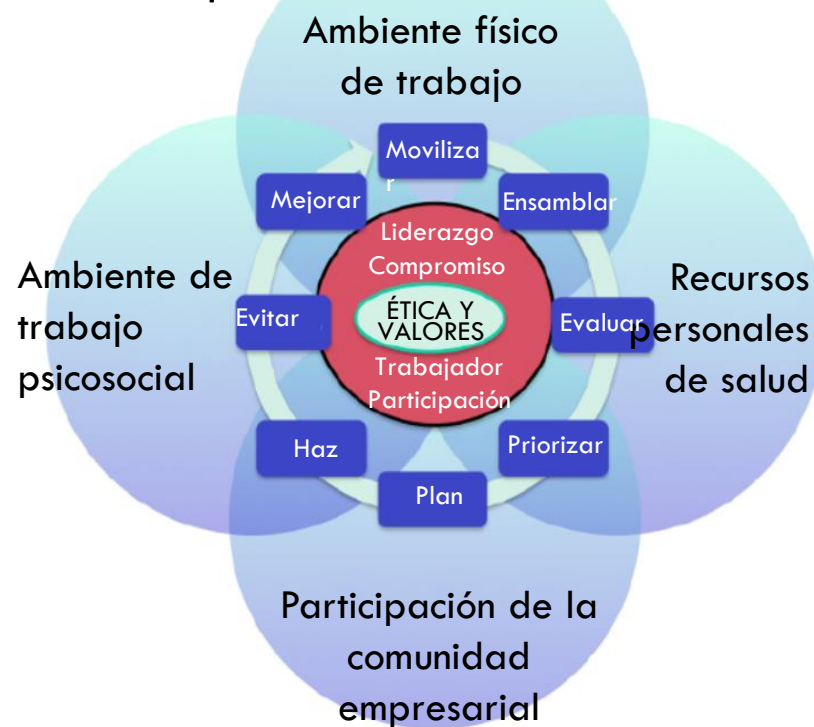 Ambiente físico
de trabajo
Moviliza
r
Mejorar
Ensamblar
Liderazgo
Compromiso
Ambiente de
trabajo
psicosocial
Evitar
ÉTICA Y
VALORES
Evaluar
Recursos
personales
de salud
Trabajador
Participación
Haz
Priorizar
Plan
Participación de la
comunidad
empresarial